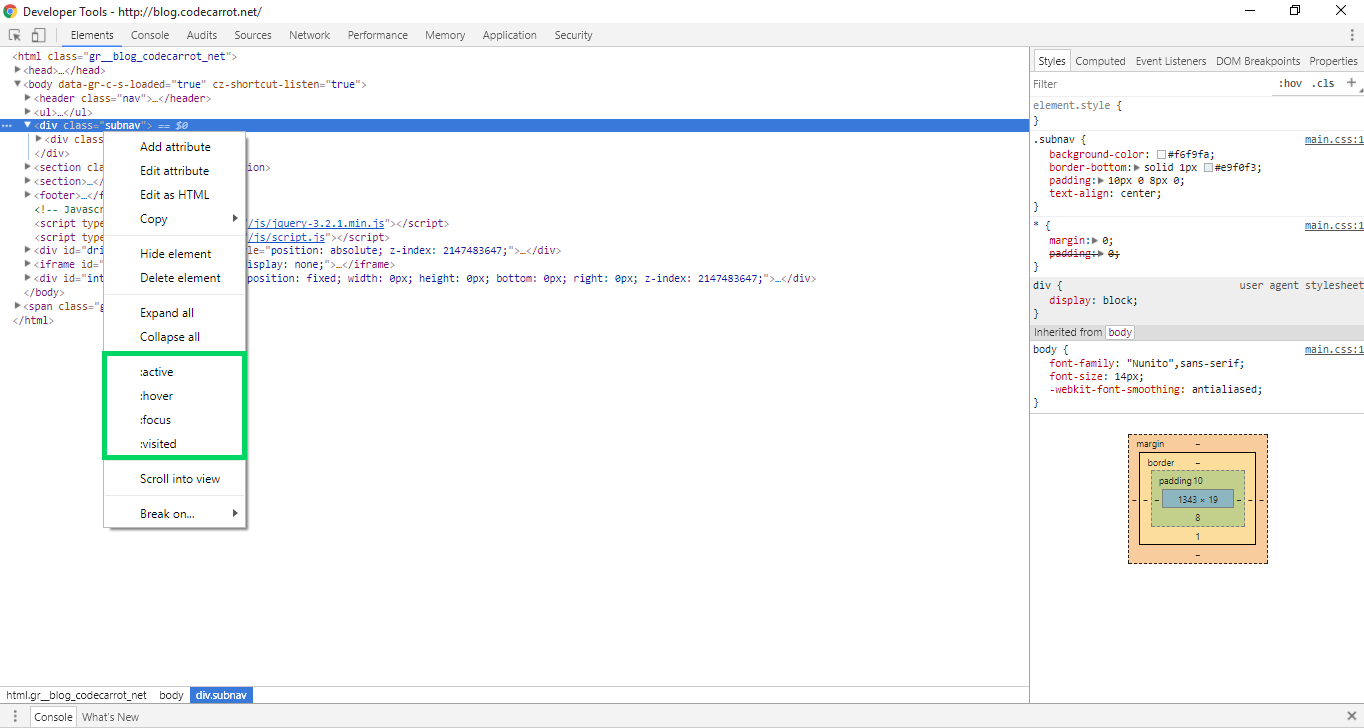 Developer Tools - http://blog.codecarrot.net/
Elements Console Audits Sources Network Performance Memory Application Security
<html class="gr__blog_codecarrot_net">
<head>…</head>
<body data-gr-c-s-loaded="true" cz-shortcut-listen="true">
<header class="nav">…</header>
<ul>…</ul>
<div class="subnav"> == $0
<div clas
</div>
<section cla ion>
<section>…</
<footer>…</f
<!-- Javascr
<script type /js/jquery-3.2.1.min.js"></script>
<script type /js/script.js"></script>
<div id="dri le="position: absolute; z-index: 2147483647;">…</div>
<iframe id=" isplay: none;">…</iframe>
<div id="int position: fixed; width: 0px; height: 0px; bottom: 0px; right: 0px; z-index: 2147483647;">…</div>
</body>
<span class="g
</html>
Add attribute
Edit attribute
Edit as HTML
Copy
Hide element
Delete element
Expand all
Collapse all
:active
:hover
:focus
:visited
Scroll into view
Break on...
Styles Computed Event Listeners DOM Breakpoints Properties
Filter :hov .cls +
element.style {
}
.subnav { main.css:1
background-color: #f6f9fa;
border-bottom: solid 1px #e9f0f3;
padding: 10px 0 8px 0;
text-align: center;
}
* { main.css:1
margin: 0;
padding: 0;
}
div { user agent stylesheet
display: block;
}
Inherited from body
body { main.css:1
font-family: "Nunito",sans-serif;
font-size: 14px;
-webkit-font-smoothing: antialiased;
}
margin –
border –
padding 10
– – – 1343 × 19 – – –
8
1
–
html.gr__blog_codecarrot_net body div.subnav
Console What's New